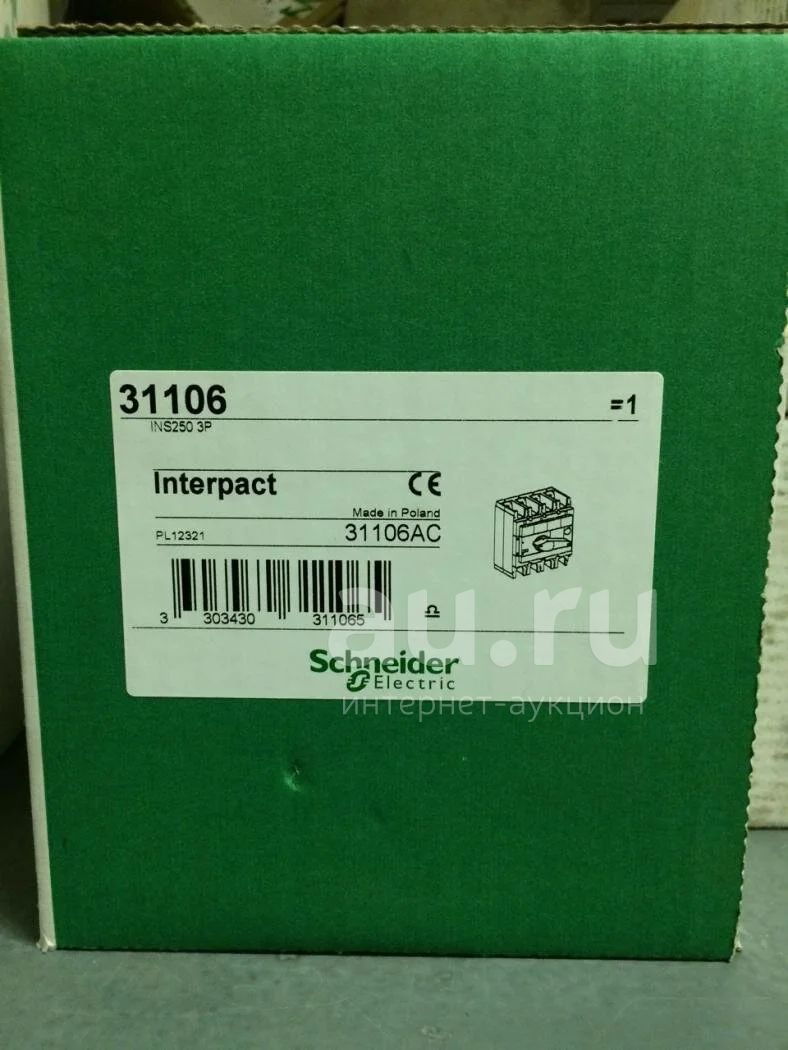 31106 =1
INS250 3P
Interpact CE
Made in Poland
PL12321 31106AC
3 303430 311065
au.ru
Schneider
Electric
интернет-аукцион